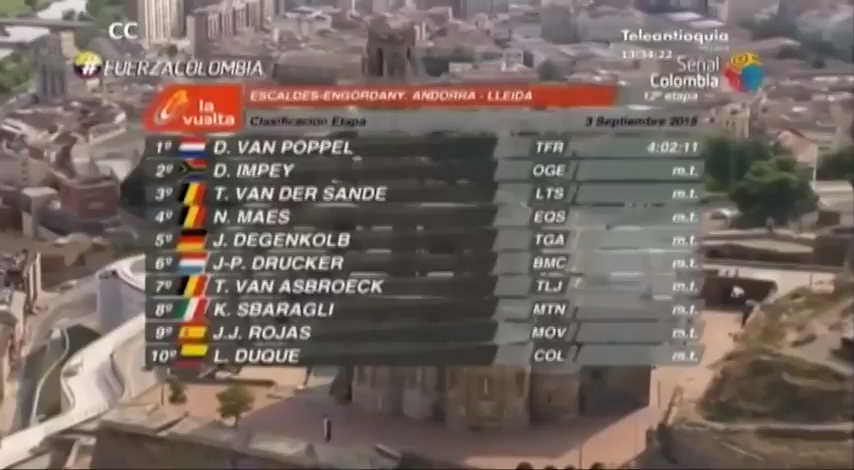 CC
Teleantioquia
13:34:22
#FUERZACOLOMBIA
Señal
Colombia
12ª etapa
la
vuelta
ESCALDES-ENGORDANY. ANDORRA - LLEIDA
Clasificación Etapa 3 Septiembre 2015
1º D. VAN POPPEL TFR 4:02:11
2º D. IMPEY OGE m.t.
3º T. VAN DER SANDE LTS m.t.
4º N. MAES EQS m.t.
5º J. DEGENKOLB TGA m.t.
6º J-P. DRUCKER BMC m.t.
7º T. VAN ASBROECK TLJ m.t.
8º K. SBARAGLI MTN m.t.
9º J.J. ROJAS MOV m.t.
10º L. DUQUE COL m.t.